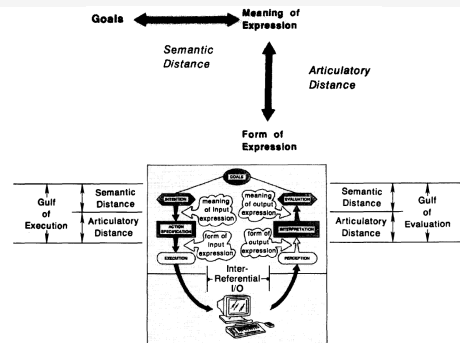 Goals
Meaning of
Expression
Semantic
Distance
Articulatory
Distance
Form of
Expression
GOALS
INTENTION
meaning
of input
expression
meaning
of output
expression
EVALUATION
Gulf
of
Execution
Semantic
Distance
Articulatory
Distance
ACTION
SPECIFICATION
form of
input
expression
form of
output
expression
INTERPRETATION
EXECUTION
PERCEPTION
Semantic
Distance
Articulatory
Distance
Gulf
of
Evaluation
Inter-
Referential
I/O